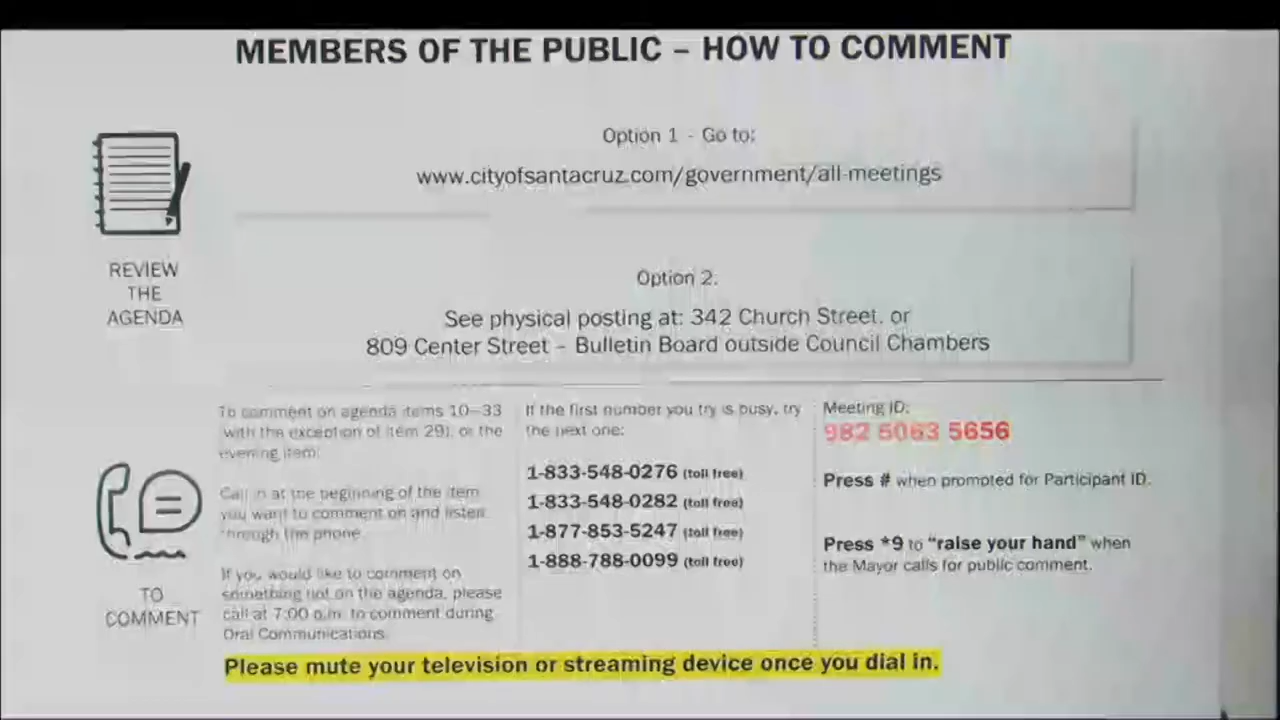 MEMBERS OF THE PUBLIC – HOW TO COMMENT
Option 1 - Go to:
www.cityofsantacruz.com/government/all-meetings
REVIEW
THE
AGENDA
Option 2.
See physical posting at: 342 Church Street, or
809 Center Street – Bulletin Board outside Council Chambers
To comment on agenda items 10–33
with the exception of item 29), or the
evening item:
Call in at the beginning of the item
you want to comment on and listen
through the phone.
If you would like to comment on
something not on the agenda, please
call at 7:00 p.m. to comment during
Oral Communications.
TO
COMMENT
If the first number you try is busy, try
the next one:
1-833-548-0276 (toll free)
1-833-548-0282 (toll free)
1-877-853-5247 (toll free)
1-888-788-0099 (toll free)
Meeting ID:
982 5063 5656
Press # when prompted for Participant ID.
Press *9 to “raise your hand” when
the Mayor calls for public comment.
Please mute your television or streaming device once you dial in.